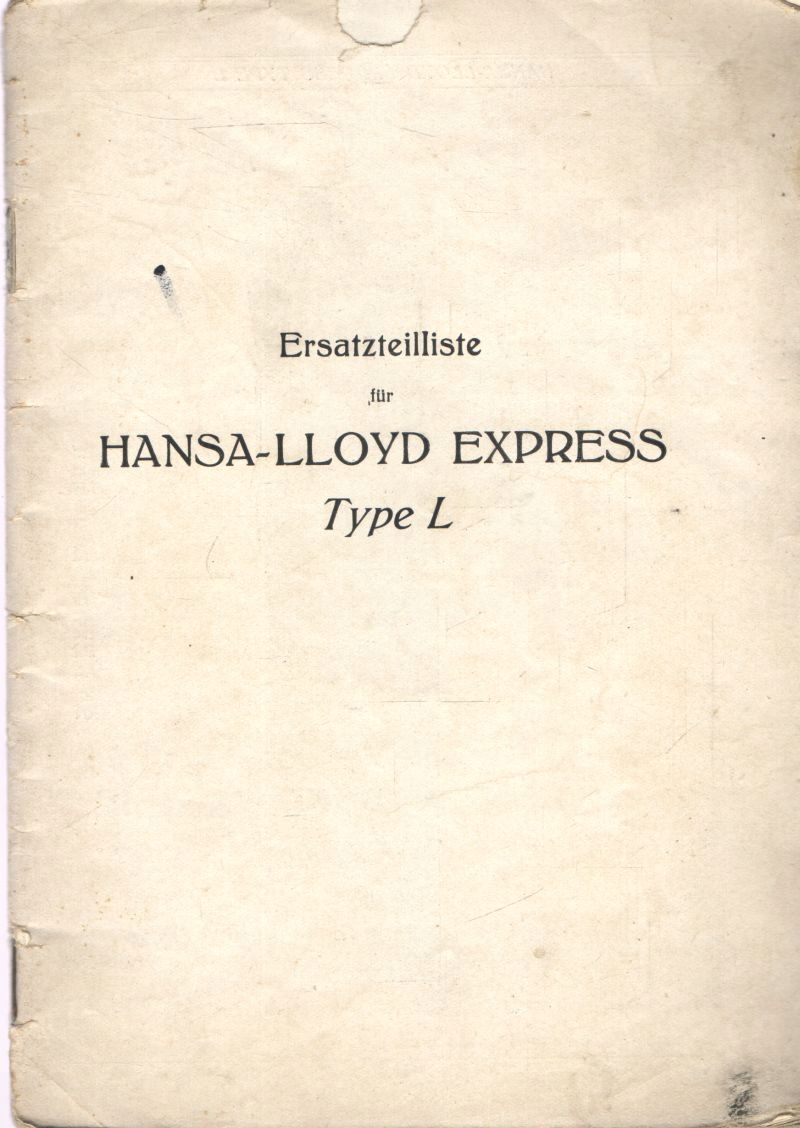 Ersatzteilliste
für
HANSA-LLOYD EXPRESS
Type L